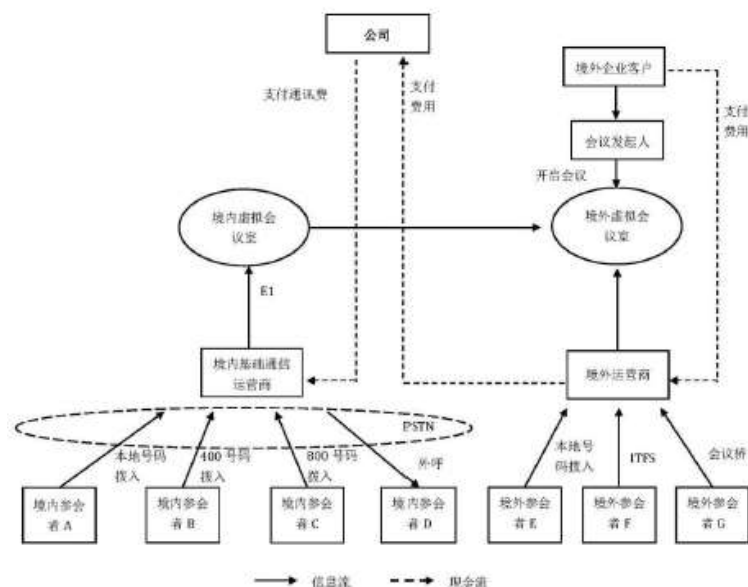 公司
境外企业客户
支付通讯费
支付
费用
支付
费用
会议发起人
开启会议
境内虚拟会
议室
境外虚拟会
议室
E1
境内基础通信
运营商
境外运营商
PSTN
本地号码
拨入
400 号码
拨入
800 号码
拨入
外呼
本地号
码拨入
ITFS
会议桥
境内参会
者 A
境内参会
者 B
境内参会
者 C
境内参会
者 D
境外参会
者 E
境外参会
者 F
境外参会
者 G
信息流
现金流